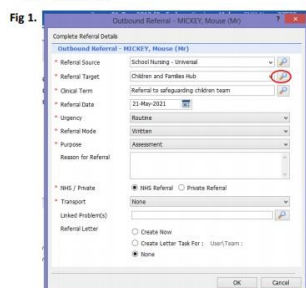 Fig 1.
Outbound Referral - MICKEY, Mouse (Mr)
? x
Complete Referral Details
Outbound Referral - MICKEY, Mouse (Mr)
* Referral Source School Nursing - Universal
* Referral Target Children and Families Hub
* Clinical Term Referral to safeguarding children team
* Referral Date 21-May-2021
* Urgency Routine
* Referral Mode Written
* Purpose Assessment
Reason for Referral
* NHS / Private NHS Referral Private Referral
* Transport None
Linked Problem(s)
Referral Letter Create Now
Create Letter Task For : User\Team :
None
OK Cancel